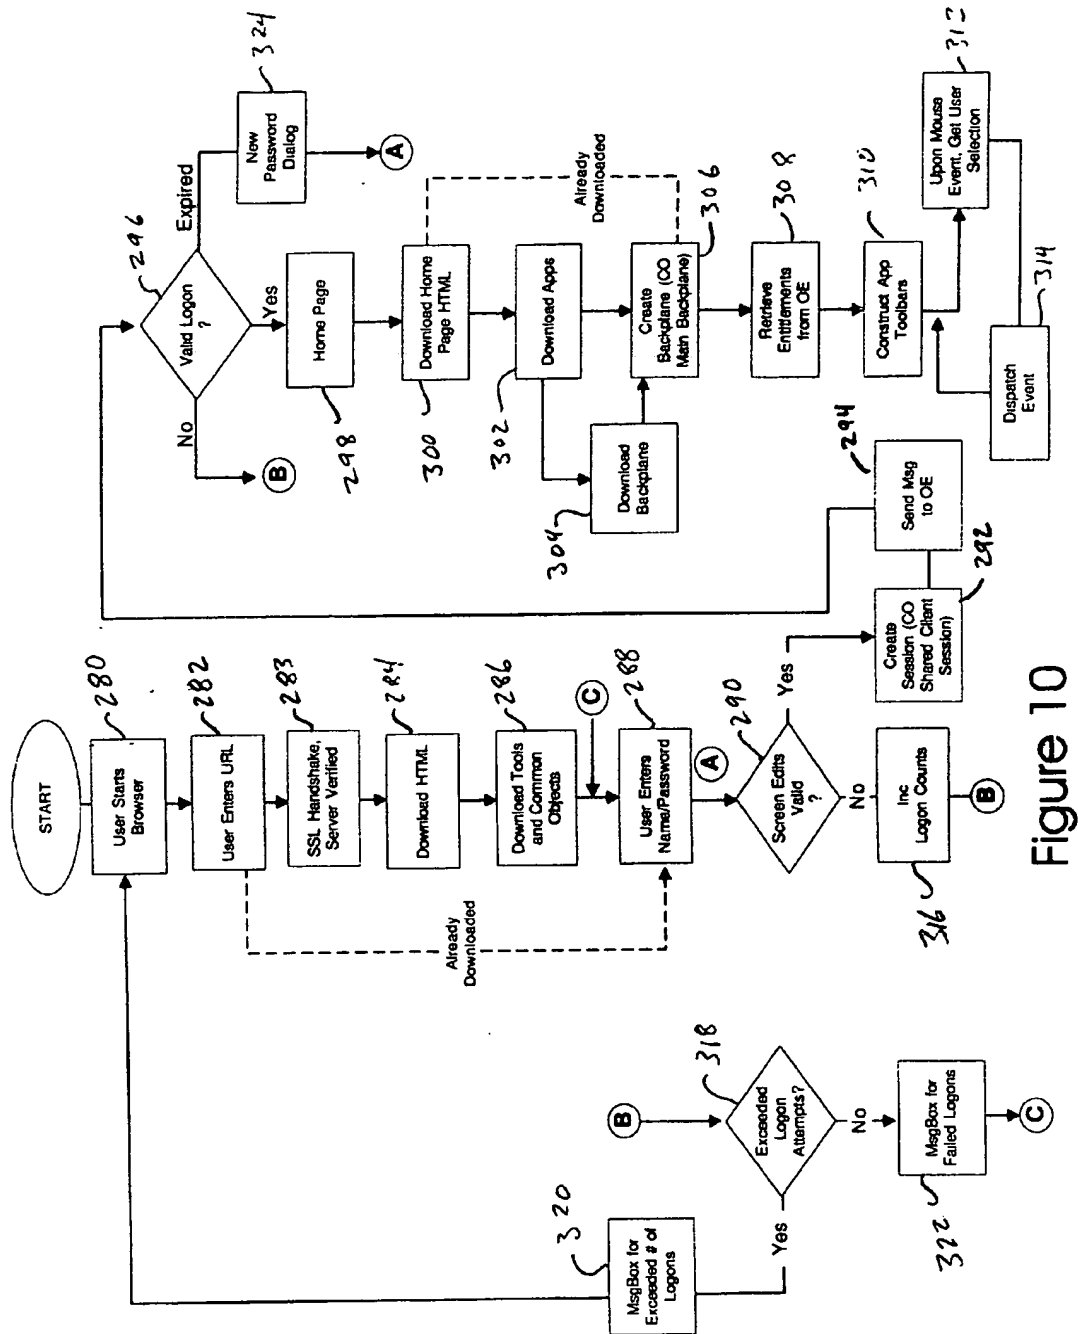 START
280
User Starts
Browser
282
User Enters URL
283
SSL Handshake,
Server Verified
284
Download HTML
286
Download Tools
and Common
Objects
C
Already
Downloaded
288
User Enters
Name/Password
A
290
Screen Edits
Valid
?
Yes
No
292
Create
Session (CO
Shared Client
Session)
294
Send Msg
to OE
316
Inc
Logon Counts
B
B
318
Exceeded
Logon
Attempts?
Yes
No
320
MsgBox for
Exceeded # of
Logons
322
MsgBox for
Failed Logons
C
296
Valid Logon
?
No
B
Expired
324
New
Password
Dialog
A
Yes
298
Home Page
300
Download Home
Page HTML
Already
Downloaded
302
Download Apps
304
Download
Backplane
306
Create
Backplane (CO
Main Backplane)
308
Retrieve
Entitlements
from OE
310
Construct App
Toolbars
312
Upon Mouse
Event, Get User
Selection
314
Dispatch
Event
Figure 10